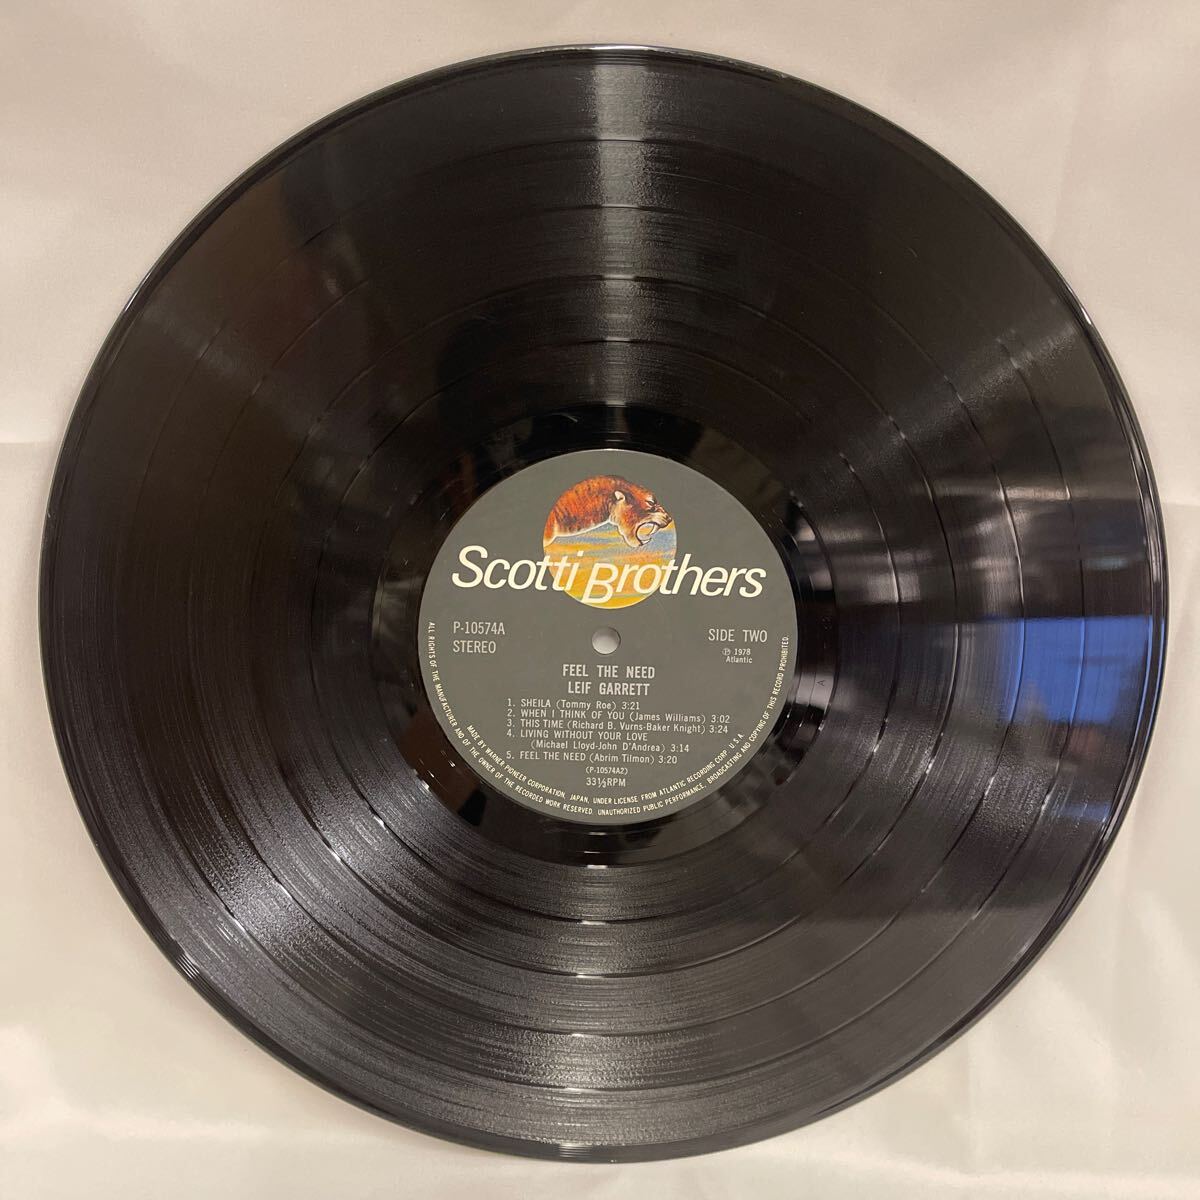 Scotti Brothers
P-10574A
STEREO
SIDE TWO
Ⓟ 1978
Atlantic
FEEL THE NEED
LEIF GARRETT
1. SHEILA (Tommy Roe) 3:21
2. WHEN I THINK OF YOU (James Williams) 3:02
3. THIS TIME (Richard B. Vurns-Baker Knight) 3:24
4. LIVING WITHOUT YOUR LOVE
(Michael Lloyd-John D'Andrea) 3:14
5. FEEL THE NEED (Abrim Tilmon) 3:20
(P-10574A2)
33⅓RPM
MADE BY WARNER PIONEER CORPORATION, JAPAN, UNDER LICENSE FROM ATLANTIC RECORDING CORP. U.S.A.
ALL RIGHTS OF THE MANUFACTURER AND OF THE OWNER OF THE RECORDED WORK RESERVED. UNAUTHORIZED PUBLIC PERFORMANCE, BROADCASTING AND COPYING OF THIS RECORD PROHIBITED.
A